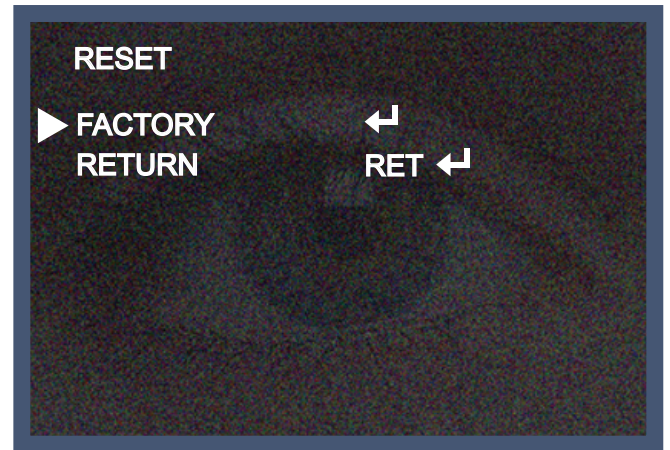 RESET
FACTORY ↵
RETURN RET ↵